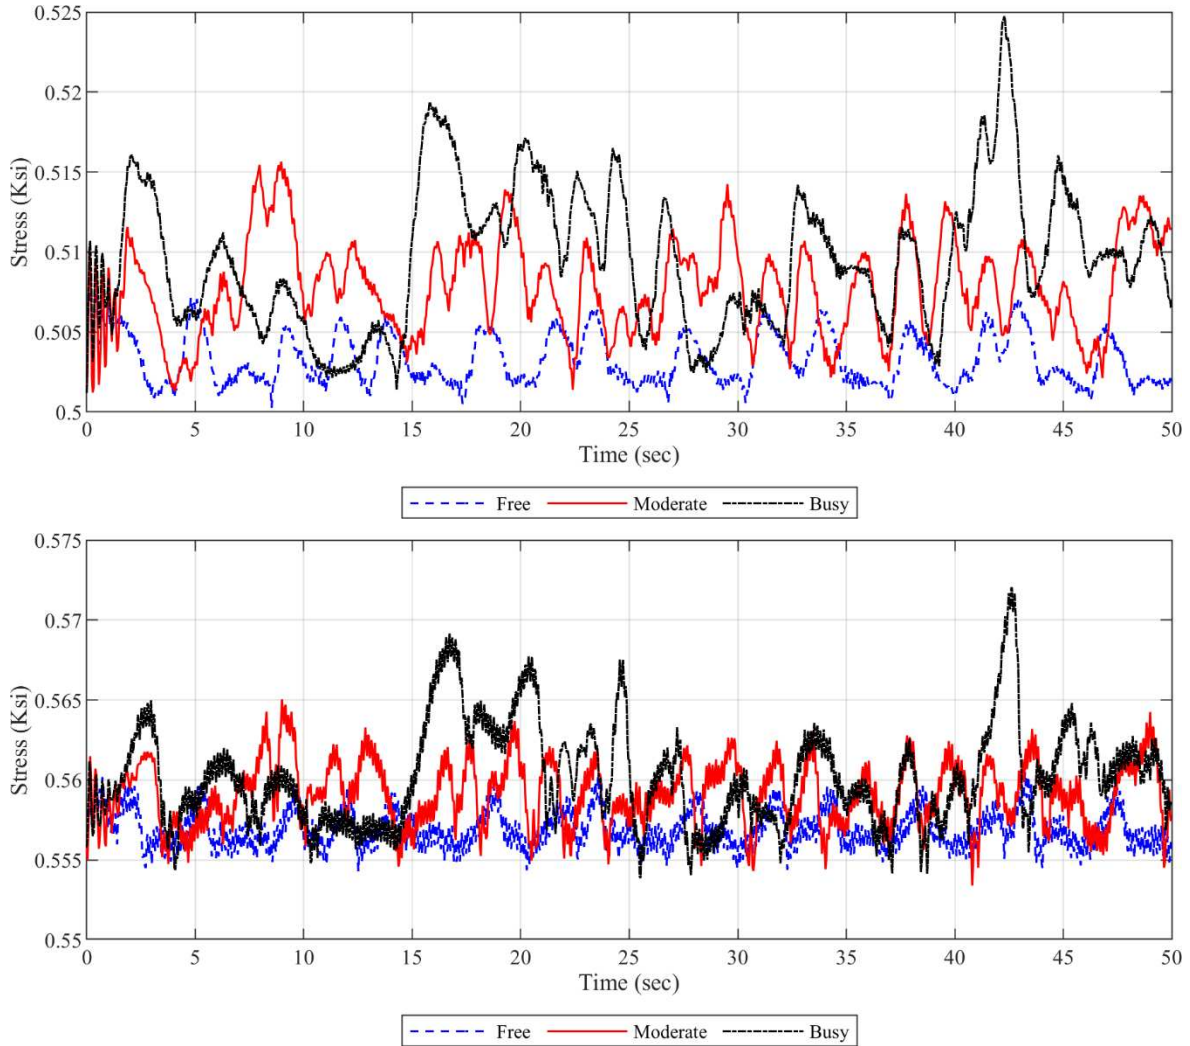 0.525
0.52
0.515
0.51
0.505
0.5
Stress (Ksi)
0 5 10 15 20 25 30 35 40 45 50
Time (sec)
Free Moderate Busy
0.575
0.57
0.565
0.56
0.555
0.55
Stress (Ksi)
0 5 10 15 20 25 30 35 40 45 50
Time (sec)
Free Moderate Busy